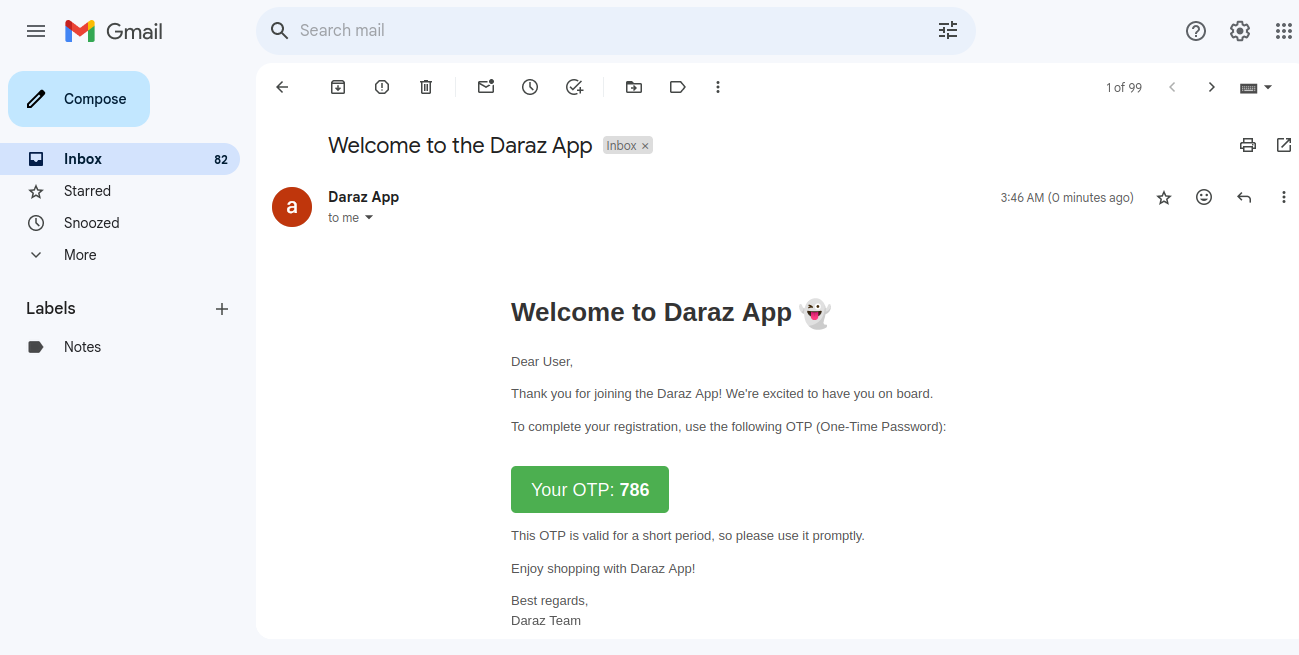 Gmail
Search mail
Compose
1 of 99
Inbox 82
Starred
Snoozed
More
Labels
Notes
Welcome to the Daraz App Inbox ×
a
Daraz App
3:46 AM (0 minutes ago)
to me
Welcome to Daraz App 👻
Dear User,
Thank you for joining the Daraz App! We're excited to have you on board.
To complete your registration, use the following OTP (One-Time Password):
Your OTP: 786
This OTP is valid for a short period, so please use it promptly.
Enjoy shopping with Daraz App!
Best regards,
Daraz Team